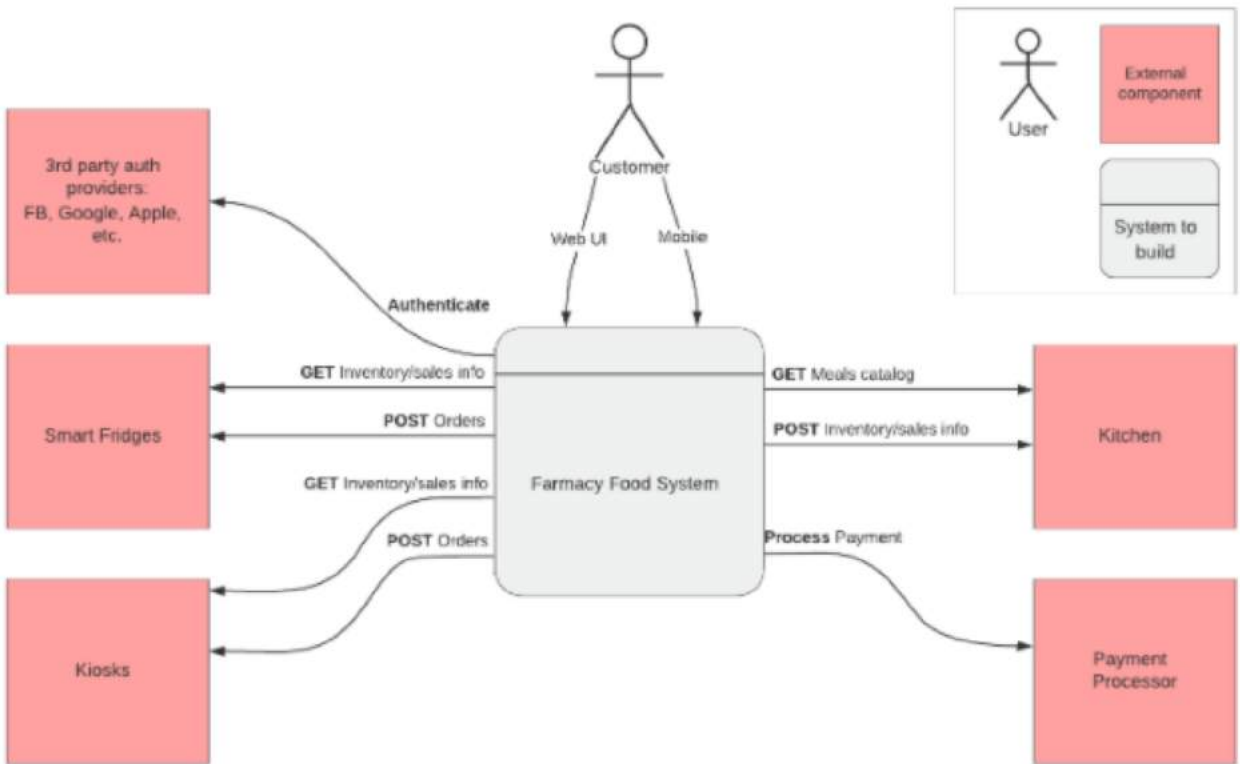 Customer
Web UI
Mobile
User
External
component
System to
build
3rd party auth
providers:
FB, Google, Apple,
etc.
Authenticate
GET Inventory/sales info
POST Orders
Smart Fridges
GET Inventory/sales info
POST Orders
Kiosks
Farmacy Food System
GET Meals catalog
POST Inventory/sales info
Kitchen
Process Payment
Payment
Processor